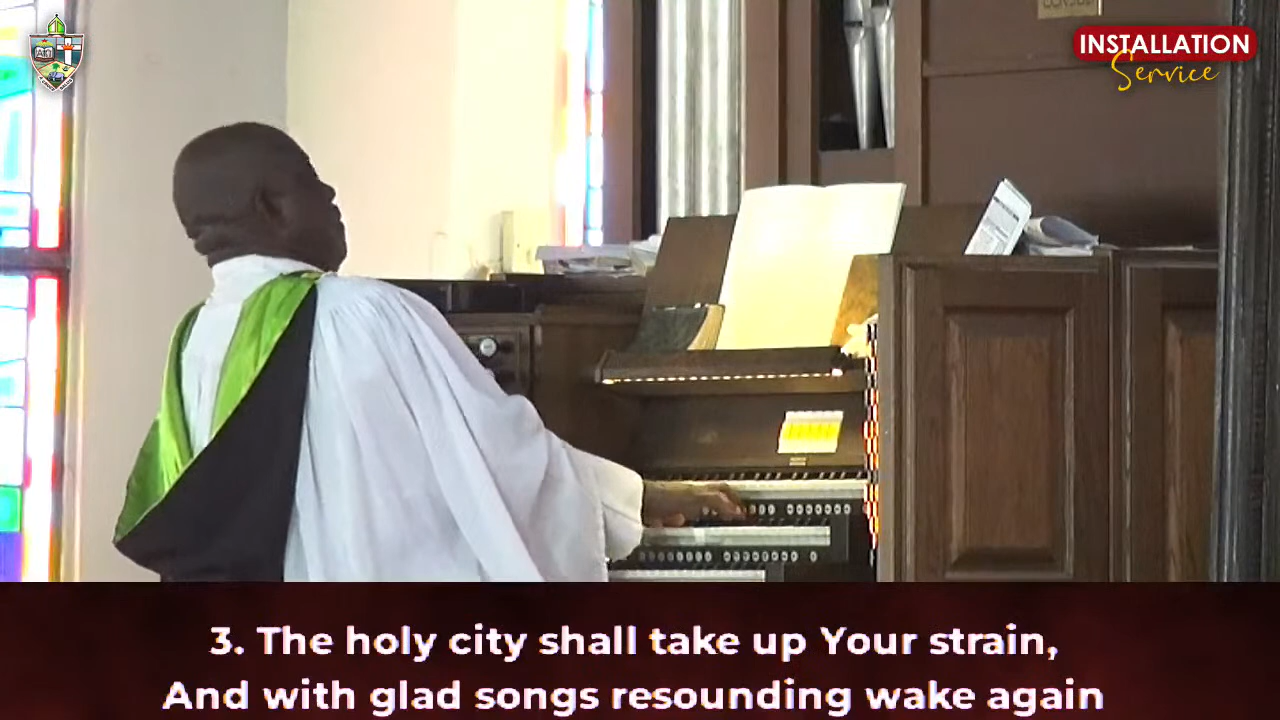 INSTALLATION
Service
3. The holy city shall take up Your strain,
And with glad songs resounding wake again